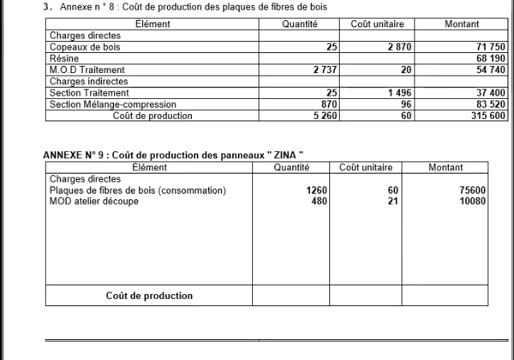 3. Annexe n ° 8 : Coût de production des plaques de fibres de bois
Élément Quantité Coût unitaire Montant
Charges directes
Copeaux de bois 25 2 870 71 750
Résine 68 190
M.O.D Traitement 2 737 20 54 740
Charges indirectes
Section Traitement 25 1 496 37 400
Section Mélange-compression 870 96 83 520
Coût de production 5 260 60 315 600
ANNEXE N° 9 : Coût de production des panneaux " ZINA "
Élément Quantité Coût unitaire Montant
Charges directes
Plaques de fibres de bois (consommation) 1260 60 75600
MOD atelier découpe 480 21 10080
Coût de production